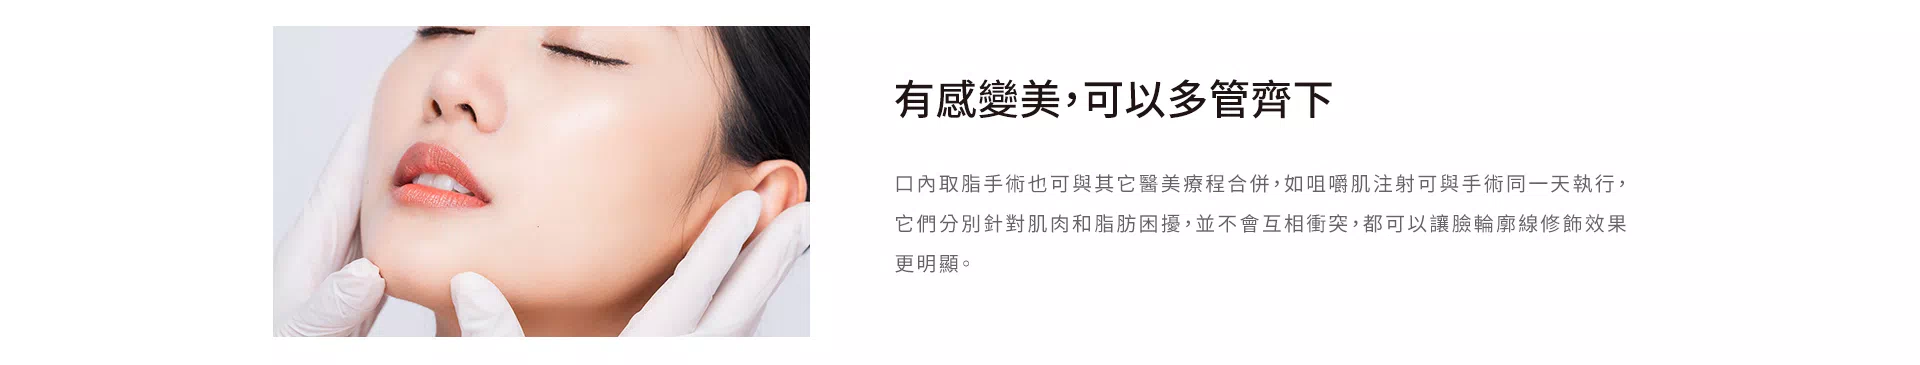 有感變美，可以多管齊下
口內取脂手術也可與其它醫美療程合併，如咀嚼肌注射可與手術同一天執行，
它們分別針對肌肉和脂肪困擾，並不會互相衝突，都可以讓臉輪廓線修飾效果
更明顯。